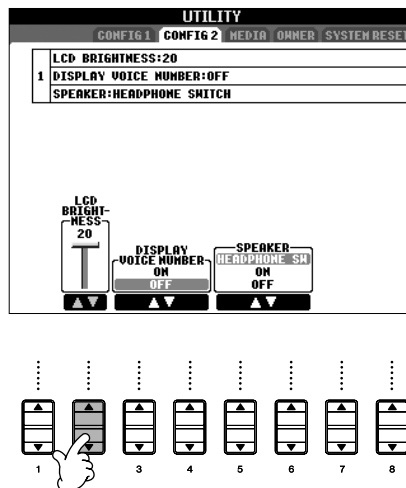 UTILITY
CONFIG 1 CONFIG 2 MEDIA OWNER SYSTEM RESET
LCD BRIGHTNESS:20
1 DISPLAY VOICE NUMBER:OFF
SPEAKER:HEADPHONE SWITCH
LCD
BRIGHT-
NESS
20
DISPLAY
VOICE NUMBER
ON
OFF
SPEAKER
HEADPHONE SW
ON
OFF
1 3 4 5 6 7 8